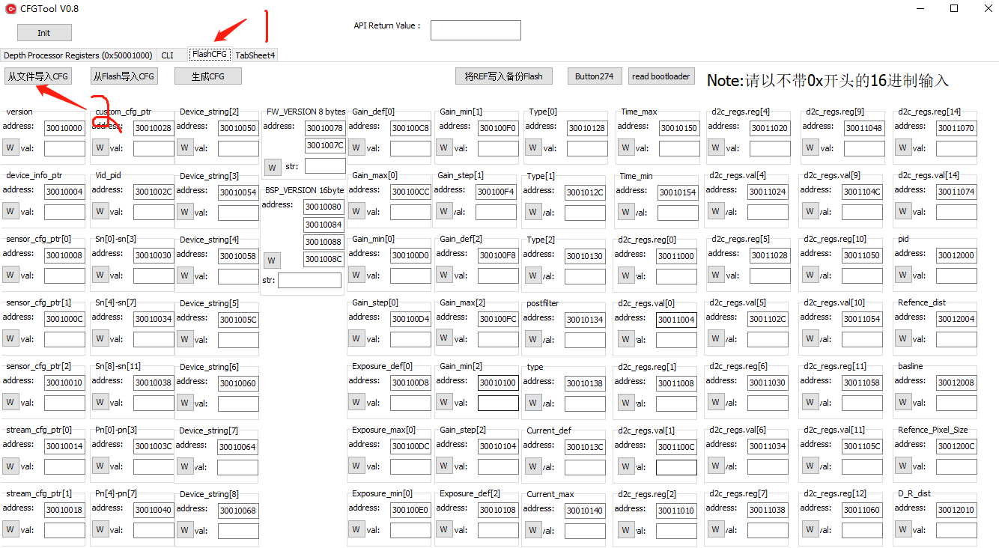 CFGTool V0.8
Init
API Return Value :
Depth Processor Registers (0x50001000) CLI FlashCFG TabSheet4
从文件导入CFG 从Flash导入CFG 生成CFG 将REF写入备份Flash Button274 read bootloader Note:请以不带0x开头的16进制输入
version custom_cfg_ptr Device_string[2] FW_VERSION 8 bytes Gain_def[0] Gain_min[1] Type[0] Time_max d2c_regs.reg[4] d2c_regs.reg[9] d2c_regs.reg[14]
address: 30010000 address: 30010028 address: 30010050 address: 30010078 address: 300100C8 address: 300100F0 address: 30010128 address: 30010150 address: 30011020 address: 30011048 address: 30011070
3001007C
W val: W val: W val: W str: W val: W val: W val: W val: W val: W val: W val:
device_info_ptr Vid_pid Device_string[3] BSP_VERSION 16byte Gain_max[0] Gain_step[1] Type[1] Time_min d2c_regs.val[4] d2c_regs.val[9] d2c_regs.val[14]
address: 30010004 address: 3001002C address: 30010054 address: 30010080 address: 300100CC address: 300100F4 address: 3001012C address: 30010154 address: 30011024 address: 3001104C address: 30011074
W val: W val: W val: 30010084 W val: W val: W val: W val: W val: W val: W val:
sensor_cfg_ptr[0] Sn[0]-sn[3] Device_string[4] 30010088 Gain_min[0] Gain_def[2] Type[2] d2c_regs.reg[0] d2c_regs.reg[5] d2c_regs.reg[10] pid
address: 30010008 address: 30010030 address: 30010058 W 3001008C address: 300100D0 address: 300100F8 address: 30010130 address: 30011000 address: 30011028 address: 30011050 address: 30012000
W val: W val: W val: str: W val: W val: W val: W val: W val: W val: W val:
sensor_cfg_ptr[1] Sn[4]-sn[7] Device_string[5] Gain_step[0] Gain_max[2] postfilter d2c_regs.val[0] d2c_regs.val[5] d2c_regs.val[10] Refence_dist
address: 3001000C address: 30010034 address: 3001005C address: 300100D4 address: 300100FC address: 30010134 address: 30011004 address: 3001102C address: 30011054 address: 30012004
W val: W val: W val: W val: W val: W val: W val: W val: W val: W val:
sensor_cfg_ptr[2] Sn[8]-sn[11] Device_string[6] Exposure_def[0] Gain_min[2] type d2c_regs.reg[1] d2c_regs.reg[6] d2c_regs.reg[11] basline
address: 30010010 address: 30010038 address: 30010060 address: 300100D8 address: 30010100 address: 30010138 address: 30011008 address: 30011030 address: 30011058 address: 30012008
W val: W val: W val: W val: W val: W val: W val: W val: W val: W val:
stream_cfg_ptr[0] Pn[0]-pn[3] Device_string[7] Exposure_max[0] Gain_step[2] Current_def d2c_regs.val[1] d2c_regs.val[6] d2c_regs.val[11] Refence_Pixel_Size
address: 30010014 address: 3001003C address: 30010064 address: 300100DC address: 30010104 address: 3001013C address: 3001100C address: 30011034 address: 3001105C address: 3001200C
W val: W val: W val: W val: W val: W val: W val: W val: W val: W val:
stream_cfg_ptr[1] Pn[4]-pn[7] Device_string[8] Exposure_min[0] Exposure_def[2] Current_max d2c_regs.reg[2] d2c_regs.reg[7] d2c_regs.reg[12] D_R_dist
address: 30010018 address: 30010040 address: 30010068 address: 300100E0 address: 30010108 address: 30010140 address: 30011010 address: 30011038 address: 30011060 address: 30012010
W val: W val: W val: W val: W val: W val: W val: W val: W val: W val: